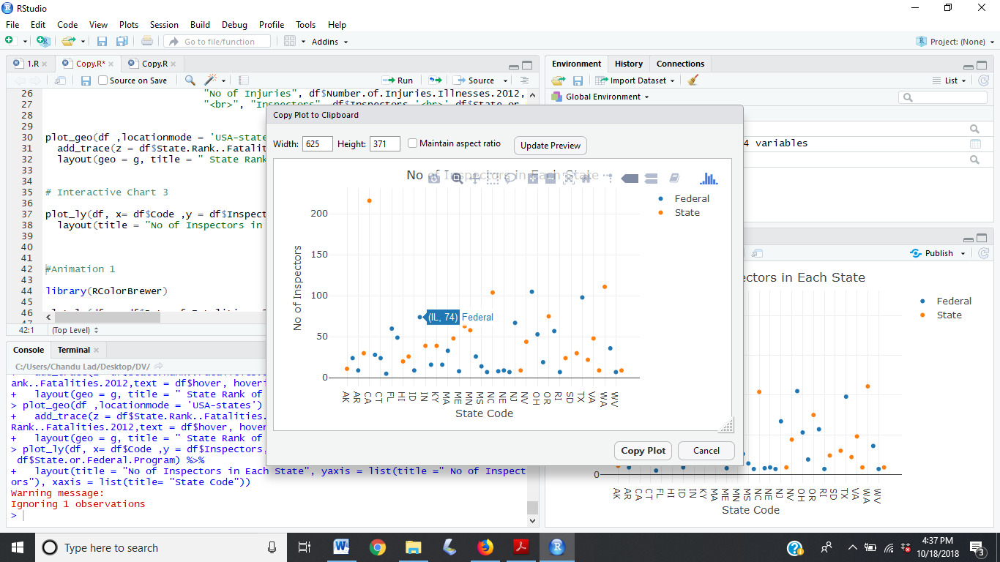 RStudio
File Edit Code View Plots Session Build Debug Profile Tools Help
Go to file/function Addins Project: (None)
1.R Copy.R* Copy.R
Source on Save Run Source
26 "No of Injuries", df$Number.of.Injuries.Illnesses.2012,
27 "<br>", "Inspectors", df$Inspectors,'<br>',df$State.or
28
29
30 plot_geo(df ,locationmode = 'USA-state
31 add_trace(z = df$State.Rank..Fatalit
32 layout(geo = g, title = " State Rank
33
34
35 # Interactive Chart 3
36
37 plot_ly(df, x= df$Code ,y = df$Inspect
38 layout(title = "No of Inspectors in
39
40
41
42 #Animation 1
43
44 library(RColorBrewer)
45
46
47
42:1 (Top Level)
Console Terminal
C:/Users/Chandu Lad/Desktop/DV/
ank..Fatalities.2012,text = df$hover, hoveri
+ layout(geo = g, title = " State Rank of
> plot_geo(df ,locationmode = 'USA-states')
+ add_trace(z = df$State.Rank..Fatalities.
Rank..Fatalities.2012,text = df$hover, hover
+ layout(geo = g, title = " State Rank of
> plot_ly(df, x= df$Code ,y = df$Inspectors,
df$State.or.Federal.Program) %>%
+ layout(title = "No of Inspectors in Each State", yaxis = list(title =" No of Inspect
ors"), xaxis = list(title= "State Code"))
Warning message:
Ignoring 1 observations
>
Copy Plot to Clipboard
Width: 625 Height: 371 Maintain aspect ratio Update Preview
No of Inspectors in Each State
Federal
State
200
150
100
50
0
No of Inspectors
(IL, 74) Federal
AK AR CA CT FL HI ID IN KY MA ME MN MS NC NE NJ NV OH OR RI SD TX VA WA WV
State Code
Copy Plot Cancel
Environment History Connections
Import Dataset List
Global Environment
4 variables
Publish
ectors in Each State
Federal
State
0
AK AR CA CT FL HI ID IN KY MA ME MN MS NC NE NJ NV OH OR RI SD TX VA WA WV
State Code
Type here to search
4:37 PM
10/18/2018
3